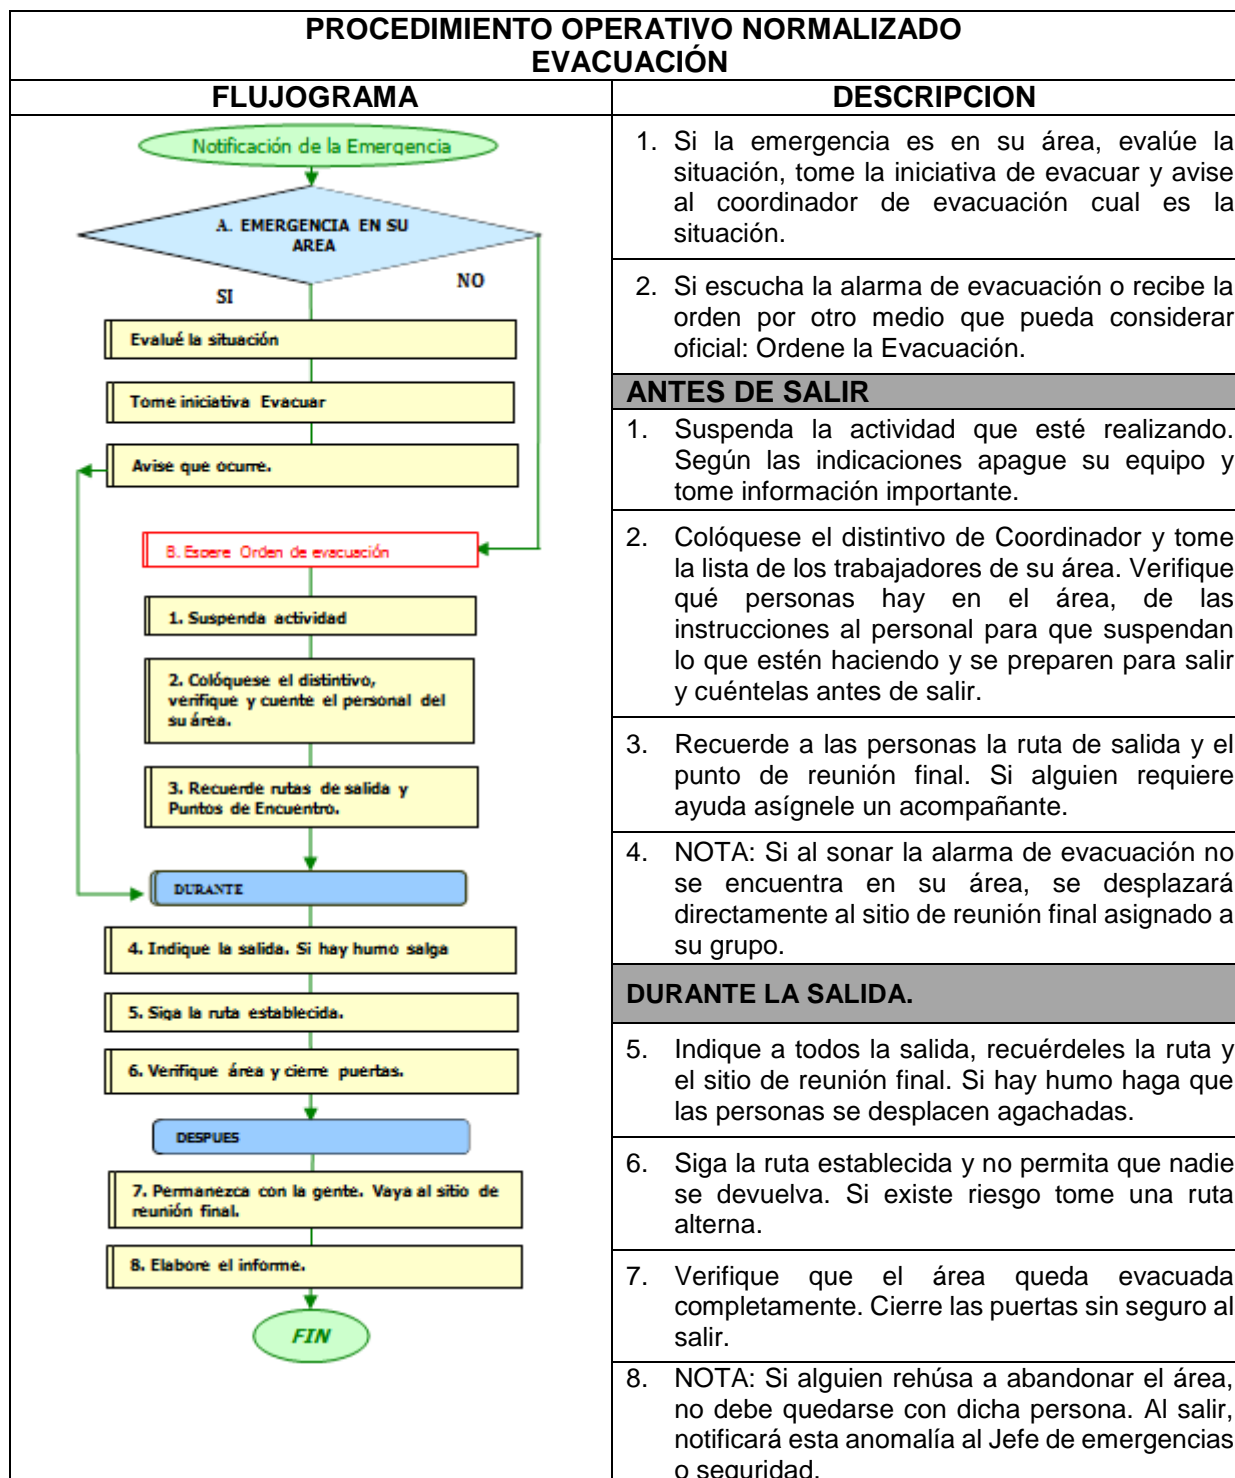 PROCEDIMIENTO OPERATIVO NORMALIZADO
EVACUACIÓN
FLUJOGRAMA
Notificación de la Emergencia
A. EMERGENCIA EN SU
AREA
SI
NO
Evalué la situación
Tome iniciativa Evacuar
Avise que ocurre.
B. Espere Orden de evacuación
1. Suspenda actividad
2. Colóquese el distintivo,
verifique y cuente el personal del
su área.
3. Recuerde rutas de salida y
Puntos de Encuentro.
DURANTE
4. Indique la salida. Si hay humo salga
5. Siga la ruta establecida.
6. Verifique área y cierre puertas.
DESPUES
7. Permanezca con la gente. Vaya al sitio de
reunión final.
8. Elabore el informe.
FIN
DESCRIPCION
1. Si la emergencia es en su área, evalúe la
situación, tome la iniciativa de evacuar y avise
al coordinador de evacuación cual es la
situación.
2. Si escucha la alarma de evacuación o recibe la
orden por otro medio que pueda considerar
oficial: Ordene la Evacuación.
ANTES DE SALIR
1. Suspenda la actividad que esté realizando.
Según las indicaciones apague su equipo y
tome información importante.
2. Colóquese el distintivo de Coordinador y tome
la lista de los trabajadores de su área. Verifique
qué personas hay en el área, de las
instrucciones al personal para que suspendan
lo que estén haciendo y se preparen para salir
y cuéntelas antes de salir.
3. Recuerde a las personas la ruta de salida y el
punto de reunión final. Si alguien requiere
ayuda asígnele un acompañante.
4. NOTA: Si al sonar la alarma de evacuación no
se encuentra en su área, se desplazará
directamente al sitio de reunión final asignado a
su grupo.
DURANTE LA SALIDA.
5. Indique a todos la salida, recuérdeles la ruta y
el sitio de reunión final. Si hay humo haga que
las personas se desplacen agachadas.
6. Siga la ruta establecida y no permita que nadie
se devuelva. Si existe riesgo tome una ruta
alterna.
7. Verifique que el área queda evacuada
completamente. Cierre las puertas sin seguro al
salir.
8. NOTA: Si alguien rehúsa a abandonar el área,
no debe quedarse con dicha persona. Al salir,
notificará esta anomalía al Jefe de emergencias
o seguridad.